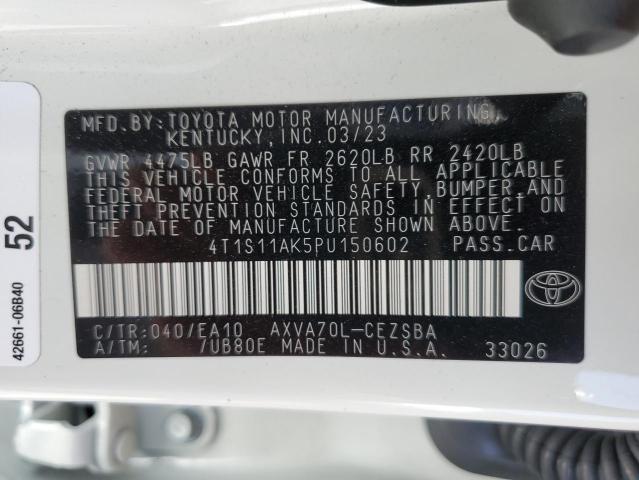 MFD.BY:TOYOTA MOTOR MANUFACTURING,
KENTUCKY,INC.03/23
GVWR 4475LB GAWR FR 2620LB RR 2420LB
THIS VEHICLE CONFORMS TO ALL APPLICABLE
FEDERAL MOTOR VEHICLE SAFETY, BUMPER, AND
THEFT PREVENTION STANDARDS IN EFFECT ON
THE DATE OF MANUFACTURE SHOWN ABOVE.
4T1S11AK5PU150602 PASS.CAR
C/TR:040/EA10 AXVA70L-CEZSBA
A/TM: /UB80E MADE IN U.S.A. 33026
TOYOTA
42661-06B40 52